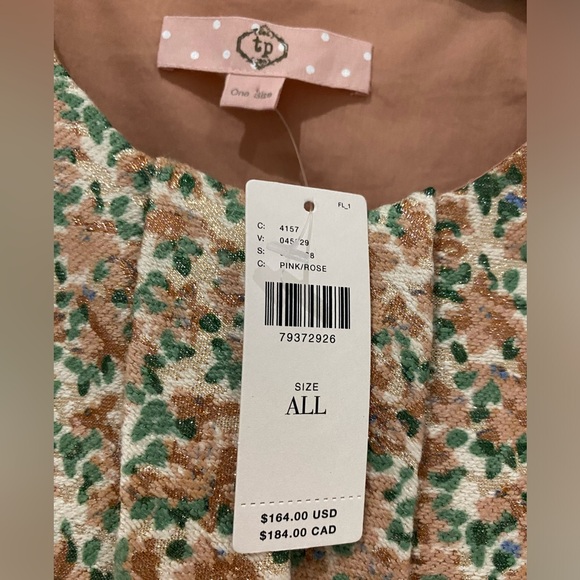 tp
One Size
FL_1
C: 4157
V:
S:
C: PINK/ROSE
79372926
SIZE
ALL
$164.00 USD
$184.00 CAD